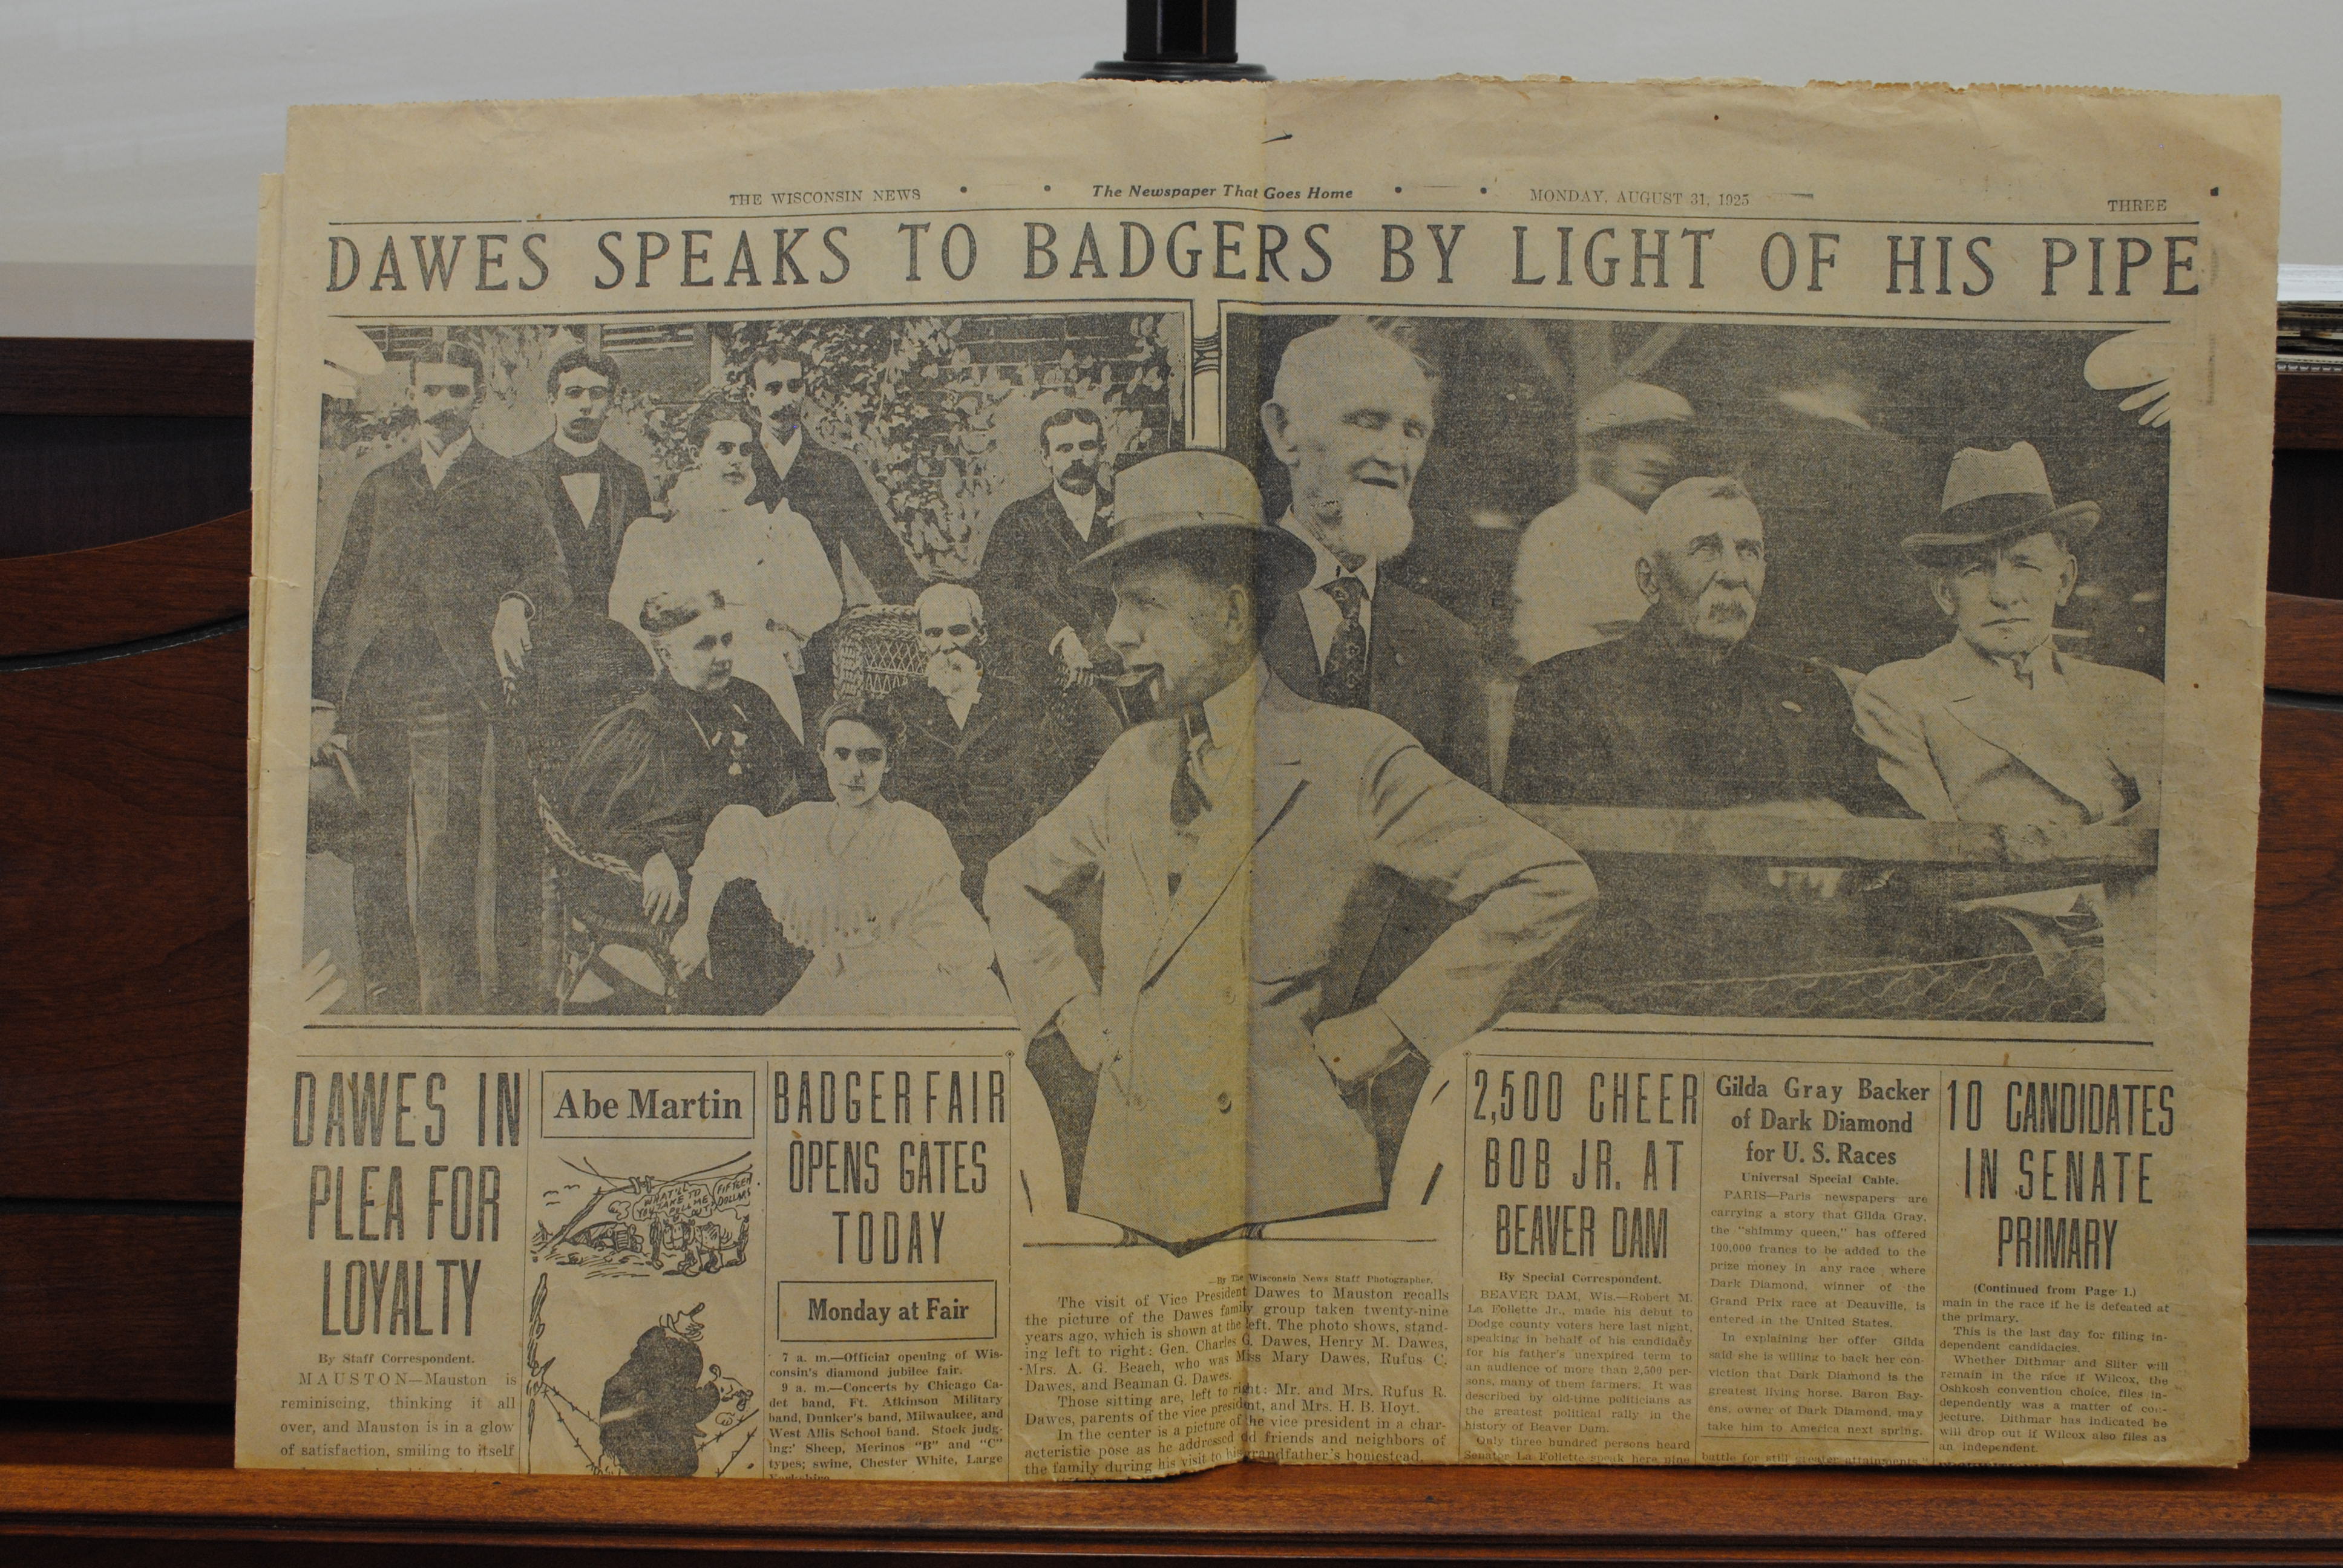 THE WISCONSIN NEWS • • The Newspaper That Goes Home • • MONDAY, AUGUST 31, 1925 THREE
DAWES SPEAKS TO BADGERS BY LIGHT OF HIS PIPE
DAWES IN
PLEA FOR
LOYALTY
By Staff Correspondent.
MAUSTON—Mauston is
reminiscing, thinking it all
over, and Mauston is in a glow
of satisfaction, smiling to itself
Abe Martin
WHAT'LL
YOU TAKE TO
PULL ME
OUT?
FIFTEEN
DOLLARS.
BADGER FAIR
OPENS GATES
TODAY
Monday at Fair
7 a. m.—Official opening of Wis-
consin's diamond jubilee fair.
9 a. m.—Concerts by Chicago Ca-
det band, Ft. Atkinson Military
band, Dunker's band, Milwaukee, and
West Allis School band. Stock judg-
ing: Sheep, Merinos "B" and "C"
types; swine, Chester White, Large
Yorkshire
—By The Wisconsin News Staff Photographer.
The visit of Vice President Dawes to Mauston recalls
the picture of the Dawes family group taken twenty-nine
years ago, which is shown at the left. The photo shows, stand-
ing left to right: Gen. Charles G. Dawes, Henry M. Dawes,
Mrs. A. G. Beach, who was Miss Mary Dawes, Rufus C.
Dawes, and Beaman G. Dawes.
Those sitting are, left to right: Mr. and Mrs. Rufus R.
Dawes, parents of the vice president, and Mrs. H. B. Hoyt.
In the center is a picture of the vice president in a char-
acteristic pose as he addressed old friends and neighbors of
the family during his visit to his grandfather's homestead.
2,500 CHEER
BOB JR. AT
BEAVER DAM
By Special Correspondent.
BEAVER DAM, Wis.—Robert M.
La Follette Jr., made his debut to
Dodge county voters here last night,
speaking in behalf of his candidacy
for his father's unexpired term to
an audience of more than 2,500 per-
sons, many of them farmers. It was
described by old-time politicians as
the greatest political rally in the
history of Beaver Dam.
Only three hundred persons heard
Senator La Follette speak here nine
Gilda Gray Backer
of Dark Diamond
for U. S. Races
Universal Special Cable.
PARIS—Paris newspapers are
carrying a story that Gilda Gray,
the "shimmy queen," has offered
100,000 francs to be added to the
prize money in any race where
Dark Diamond, winner of the
Grand Prix race at Deauville, is
entered in the United States.
In explaining her offer Gilda
said she is willing to back her con-
viction that Dark Diamond is the
greatest living horse. Baron Bay-
ens, owner of Dark Diamond, may
take him to America next spring.
battle for still greater attainments."
10 CANDIDATES
IN SENATE
PRIMARY
(Continued from Page 1.)
main in the race if he is defeated at
the primary.
This is the last day for filing in-
dependent candidacies.
Whether Dithmar and Sliter will
remain in the race if Wilcox, the
Oshkosh convention choice, files in-
dependently was a matter of con-
jecture. Dithmar has indicated he
will drop out if Wilcox also files as
an independent.